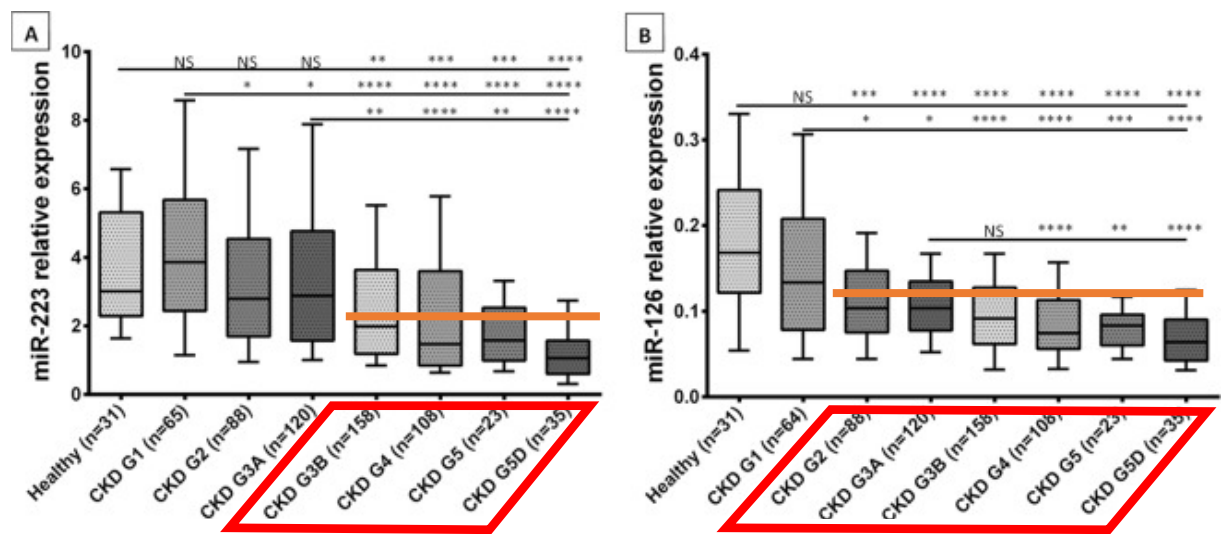 A
miR-223 relative expression
10
8
6
4
2
0
NS NS NS ** *** *** ****
* * **** **** **** ****
** **** ** ****
Healthy (n=31)
CKD G1 (n=65)
CKD G2 (n=88)
CKD G3A (n=120)
CKD G3B (n=158)
CKD G4 (n=108)
CKD G5 (n=23)
CKD G5D (n=35)
B
miR-126 relative expression
0.4
0.3
0.2
0.1
0.0
NS *** **** **** **** **** ****
* * **** **** *** ****
NS **** ** ****
Healthy (n=31)
CKD G1 (n=64)
CKD G2 (n=88)
CKD G3A (n=120)
CKD G3B (n=158)
CKD G4 (n=108)
CKD G5 (n=23)
CKD G5D (n=35)